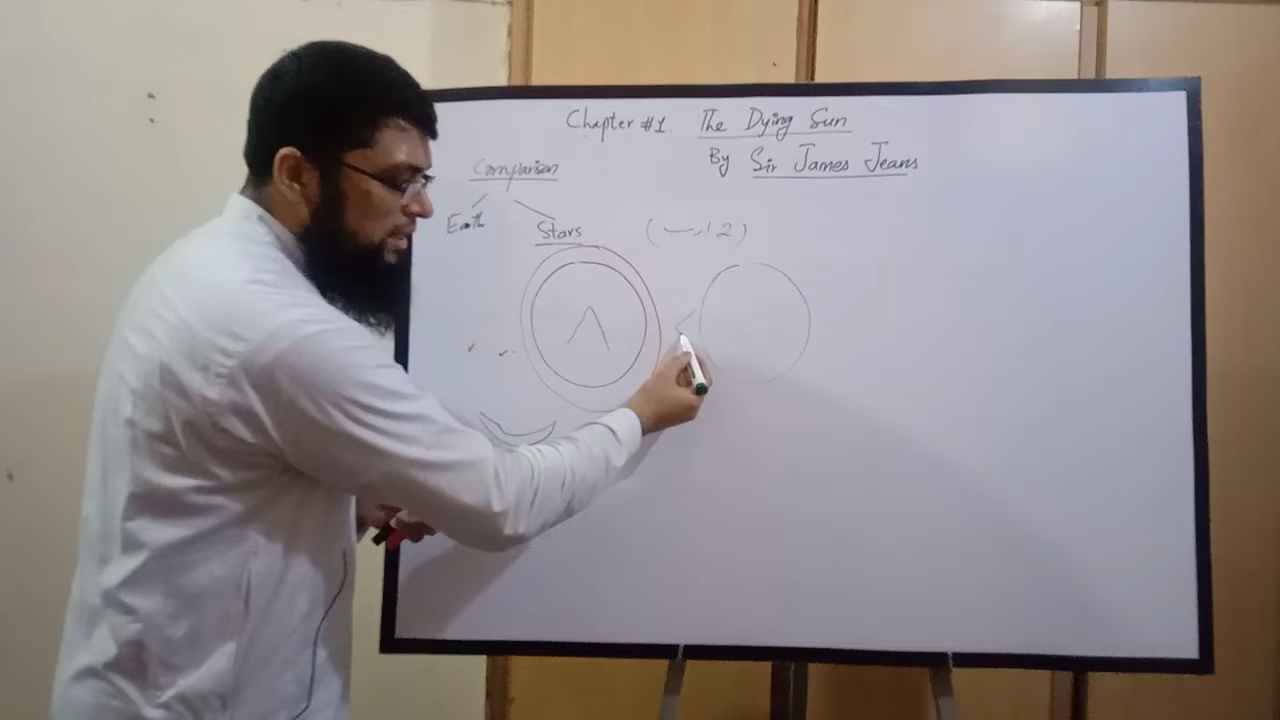 Chapter #1. The Dying Sun
By Sir James Jeans
Comparison
Earth
Stars